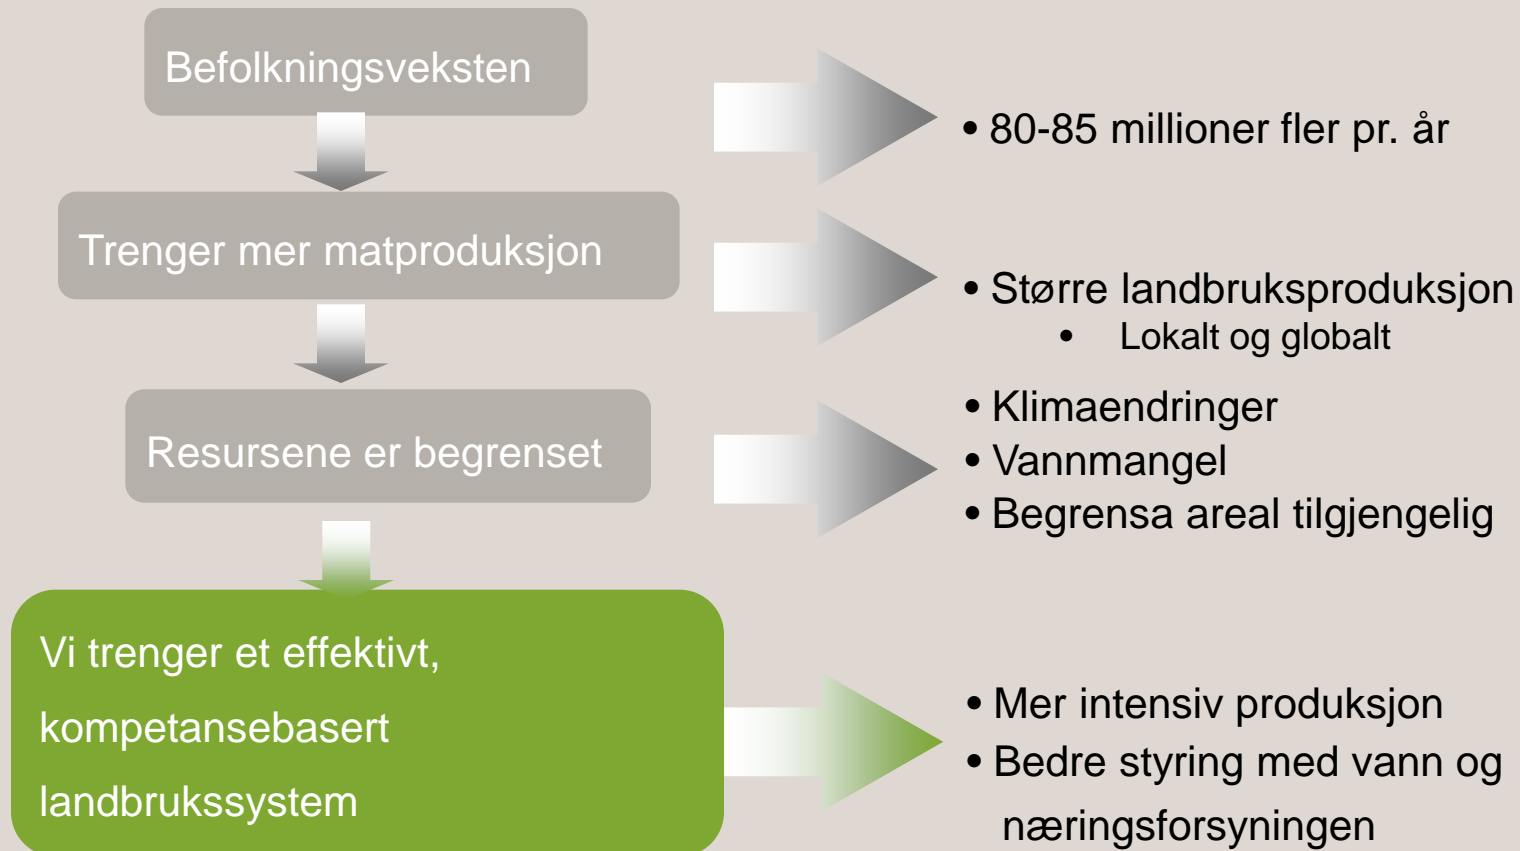 Befolkningsveksten
• 80-85 millioner fler pr. år
Trenger mer matproduksjon
• Større landbruksproduksjon
• Lokalt og globalt
Resursene er begrenset
• Klimaendringer
• Vannmangel
• Begrensa areal tilgjengelig
Vi trenger et effektivt,
kompetansebasert
landbrukssystem
• Mer intensiv produksjon
• Bedre styring med vann og
næringsforsyningen